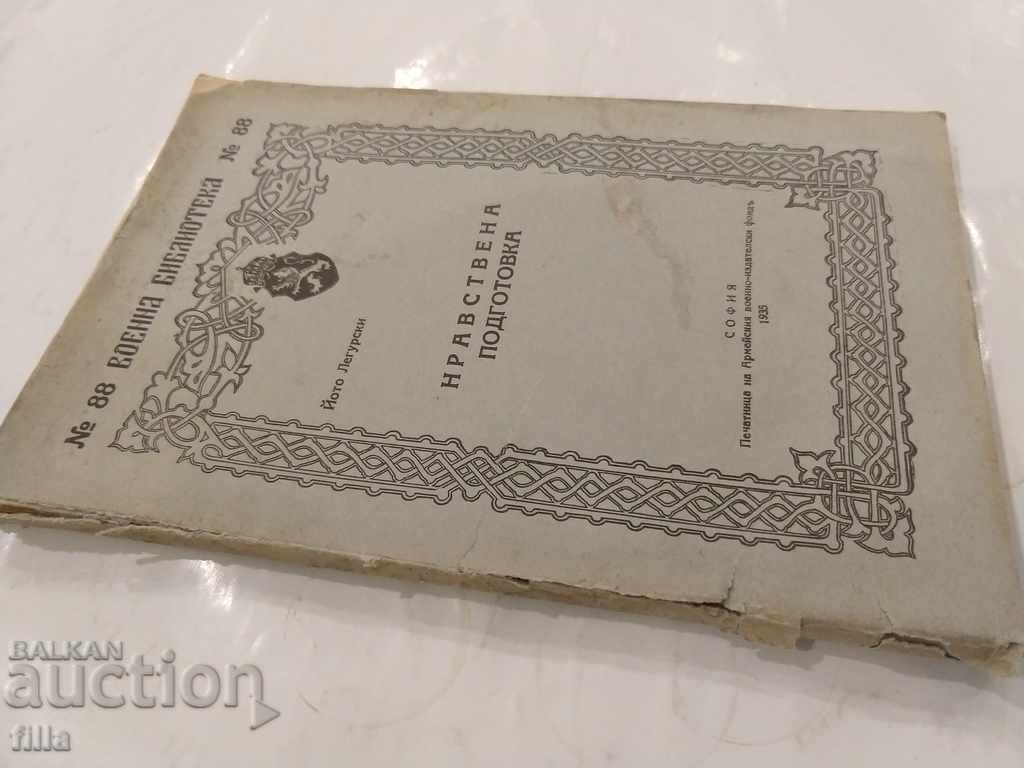 № 88 ВОЕННА БИБЛИОТЕКА № 88
Йото Легурски
НРАВСТВЕНА
ПОДГОТОВКА
СОФИЯ
Печатница на Армейския военно-издателски фондъ
1935
BALKAN
auction
filla